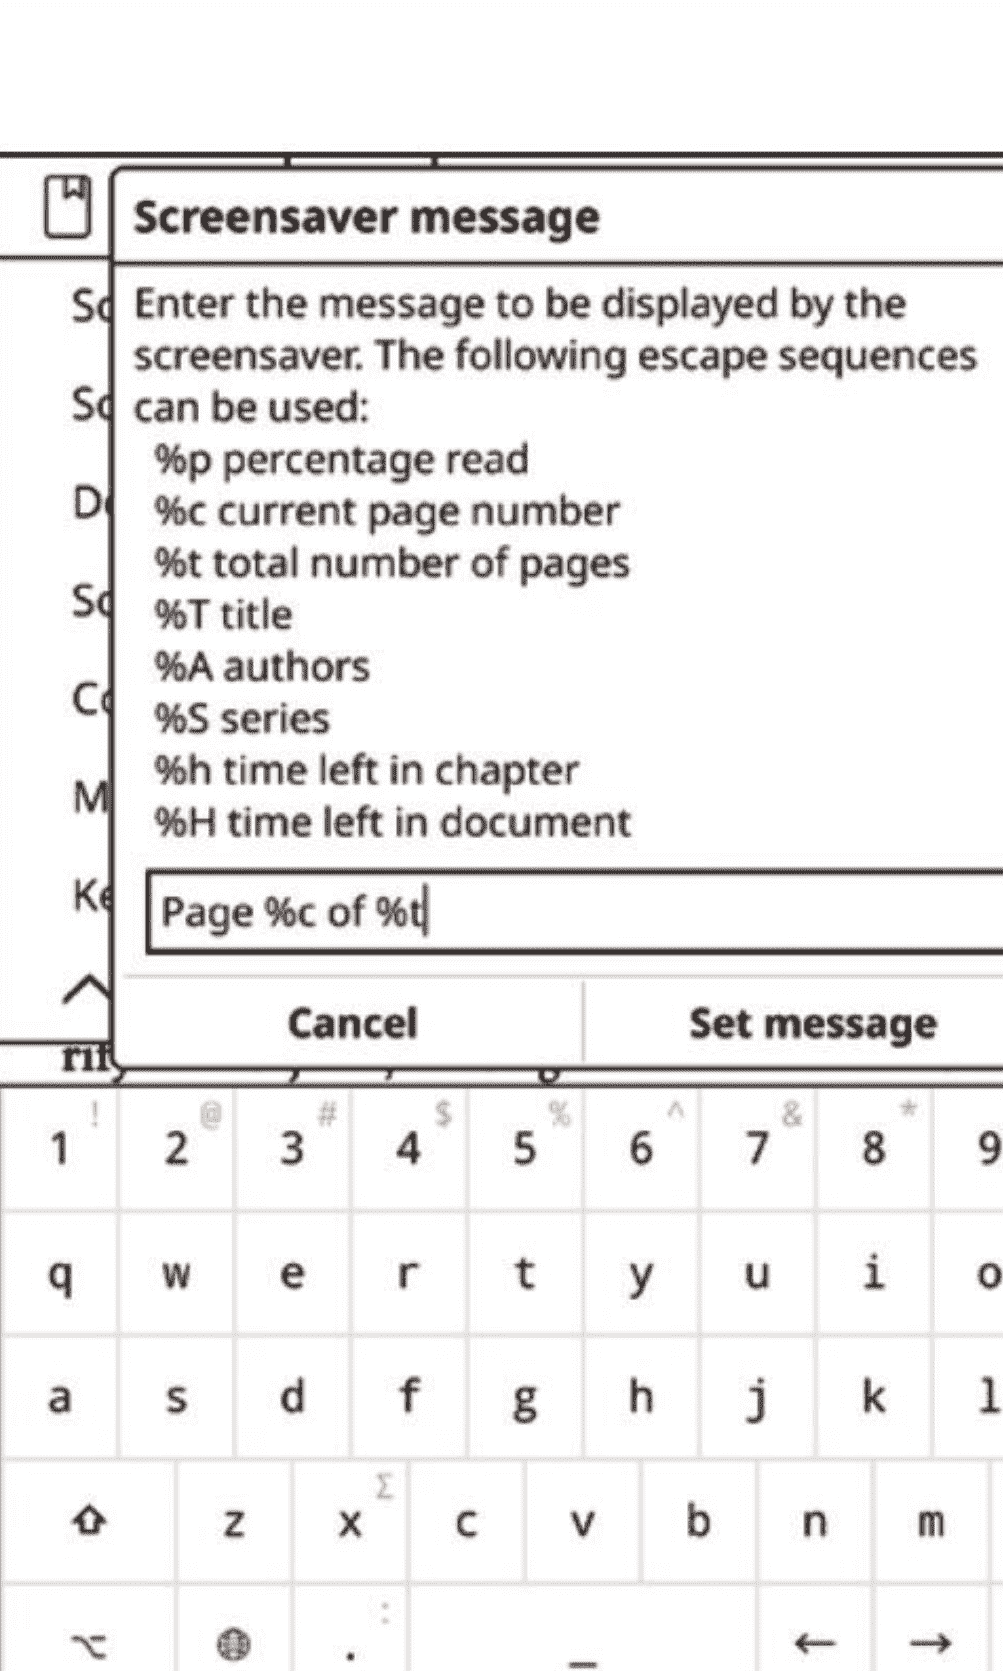 Screensaver message
Enter the message to be displayed by the
screensaver. The following escape sequences
can be used:
%p percentage read
%c current page number
%t total number of pages
%T title
%A authors
%S series
%h time left in chapter
%H time left in document
Page %c of %t
Cancel Set message
! @ # $ % ^ & *
1 2 3 4 5 6 7 8 9
q w e r t y u i o
a s d f g h j k l
Σ
z x c v b n m
:
. _ ← →